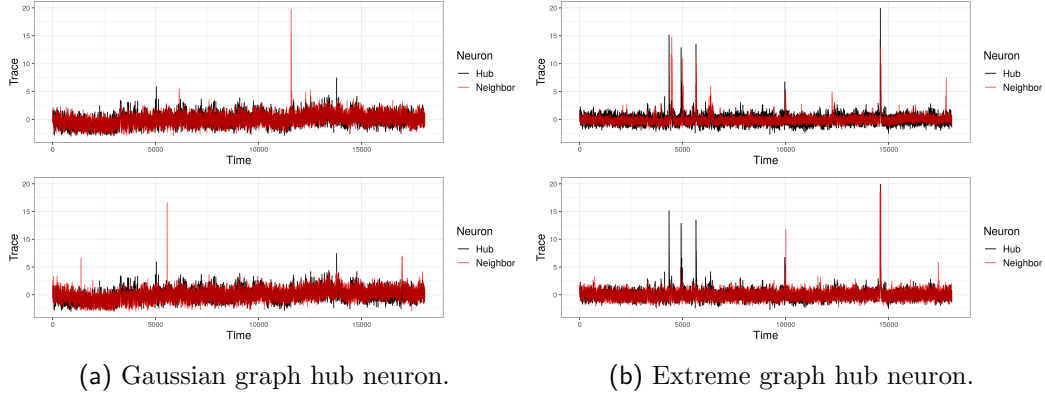 20
15
10
5
0
Trace
0
5000
10000
15000
Time
Neuron
Hub
Neighbor
20
15
10
5
0
Trace
0
5000
10000
15000
Time
Neuron
Hub
Neighbor
20
15
10
5
0
Trace
0
5000
10000
15000
Time
Neuron
Hub
Neighbor
20
15
10
5
0
Trace
0
5000
10000
15000
Time
Neuron
Hub
Neighbor
(a) Gaussian graph hub neuron.
(b) Extreme graph hub neuron.